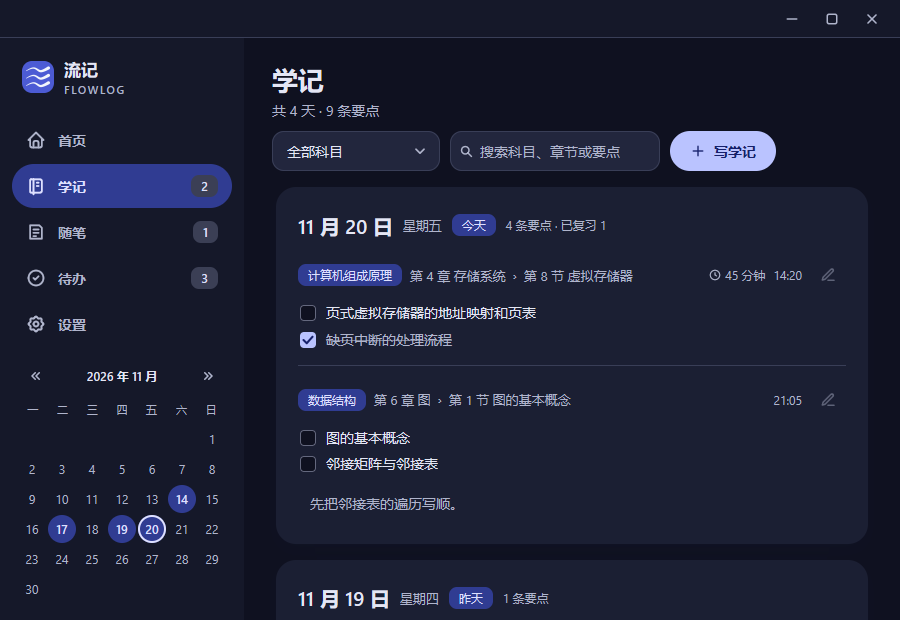 流记
FLOWLOG
首页
学记 2
随笔 1
待办 3
设置
« 2026 年 11 月 »
一 二 三 四 五 六 日
1
2 3 4 5 6 7 8
9 10 11 12 13 14 15
16 17 18 19 20 21 22
23 24 25 26 27 28 29
30
学记
共 4 天 · 9 条要点
全部科目 搜索科目、章节或要点 + 写学记
11 月 20 日 星期五 今天 4 条要点 · 已复习 1
计算机组成原理 第 4 章 存储系统 › 第 8 节 虚拟存储器 45 分钟 14:20
页式虚拟存储器的地址映射和页表
缺页中断的处理流程
数据结构 第 6 章 图 › 第 1 节 图的基本概念 21:05
图的基本概念
邻接矩阵与邻接表
先把邻接表的遍历写顺。
11 月 19 日 星期四 昨天 1 条要点